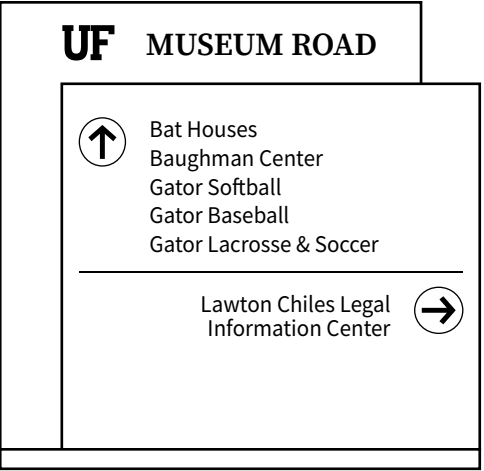 UF MUSEUM ROAD
Bat Houses
Baughman Center
Gator Softball
Gator Baseball
Gator Lacrosse & Soccer
Lawton Chiles Legal
Information Center